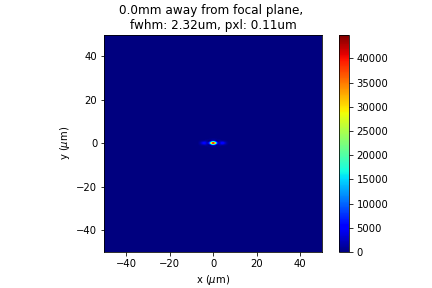 0.0mm away from focal plane,
fwhm: 2.32um, pxl: 0.11um
40
20
0
−20
−40
y (μm)
−40 −20 0 20 40
x (μm)
40000
35000
30000
25000
20000
15000
10000
5000
0